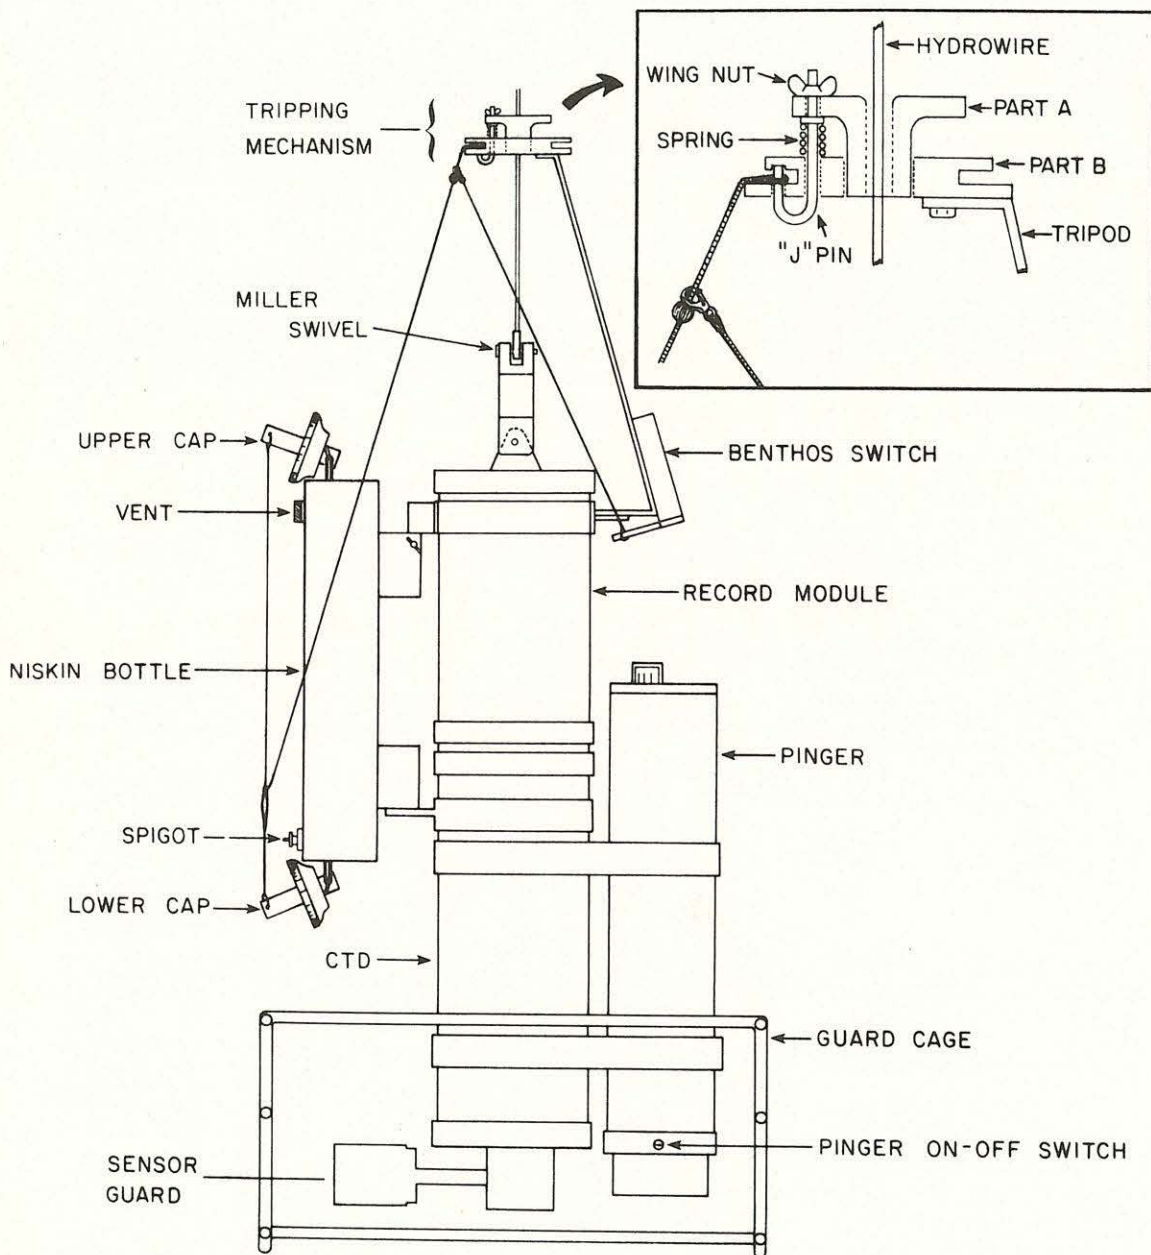 HYDROWIRE
WING NUT
PART A
SPRING
PART B
"J" PIN
TRIPOD
TRIPPING
MECHANISM
MILLER
SWIVEL
UPPER CAP
BENTHOS SWITCH
VENT
RECORD MODULE
NISKIN BOTTLE
PINGER
SPIGOT
LOWER CAP
CTD
GUARD CAGE
PINGER ON-OFF SWITCH
SENSOR
GUARD